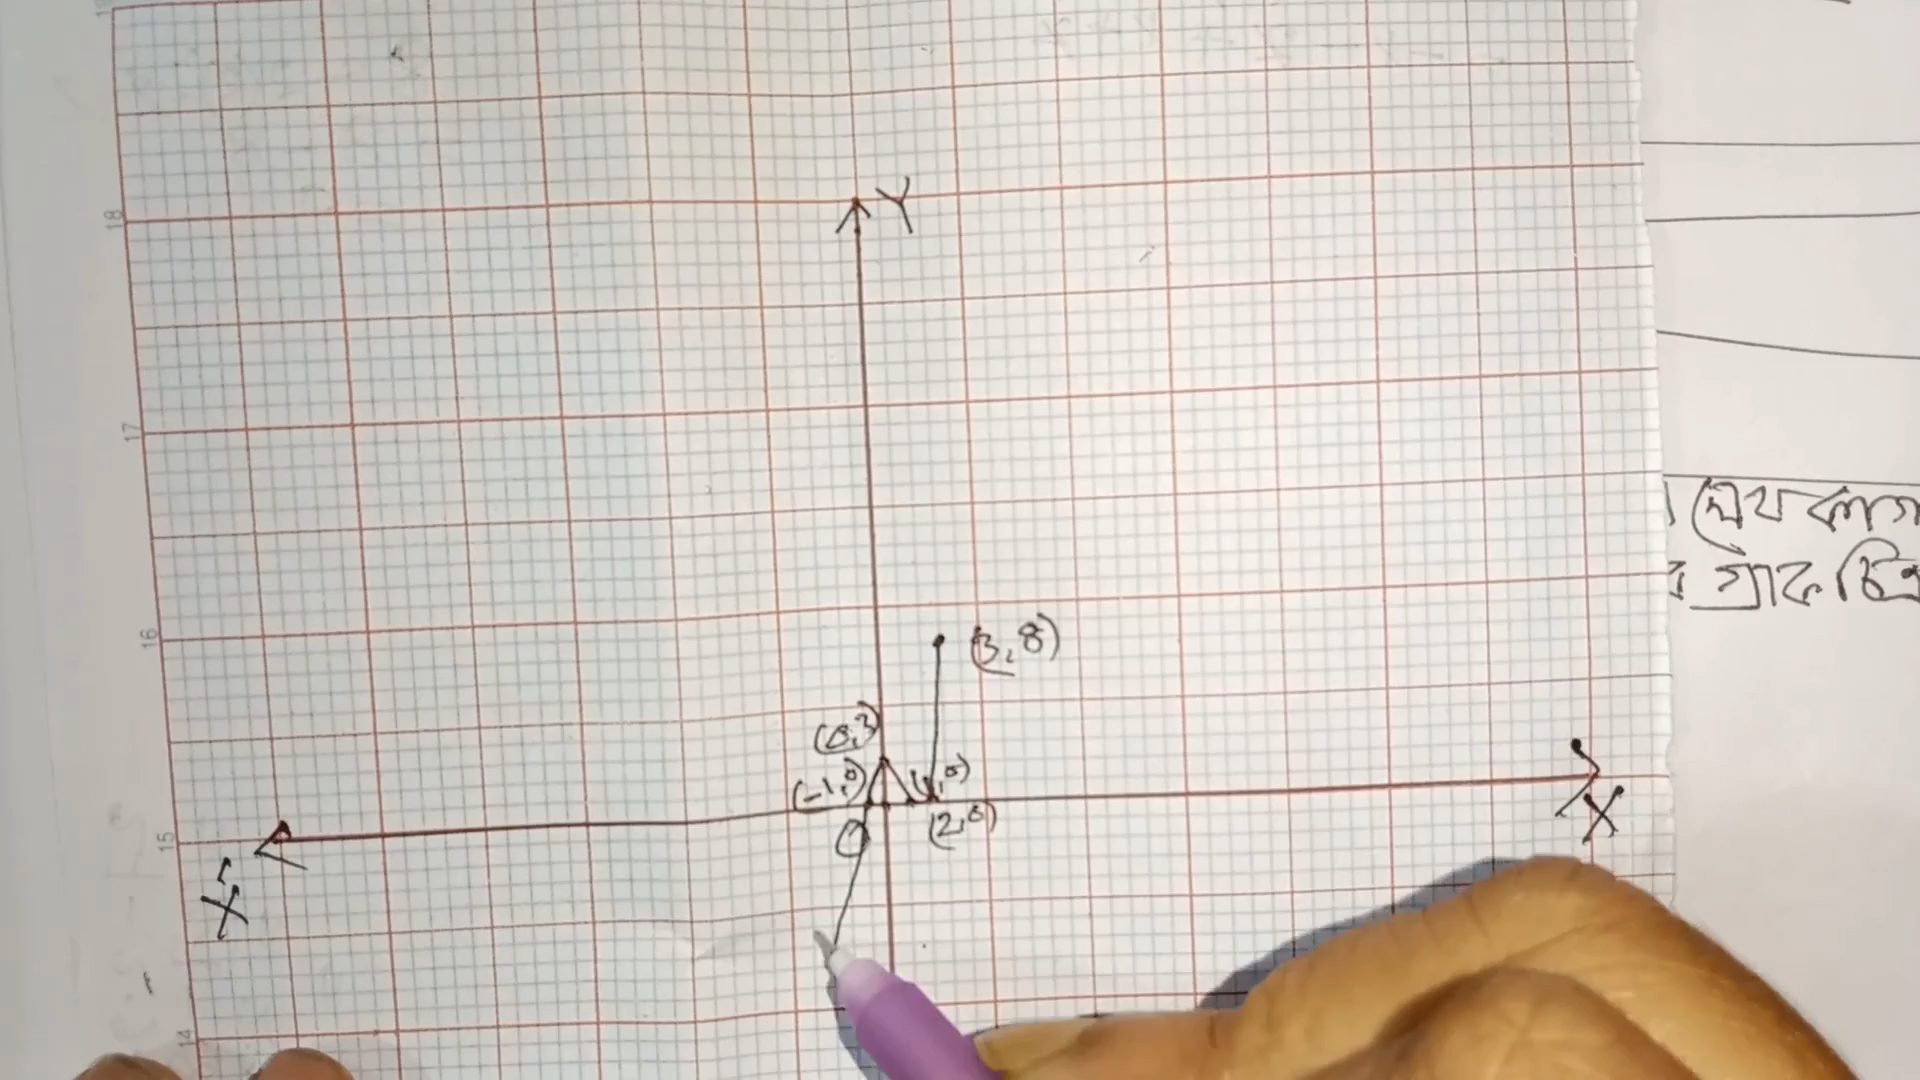 18
17
16
15
14
Y
(3,8)
(0,3)
(-1,0)
(1,0)
O
(2,0)
X
X'
গ্রাফ চিত্র